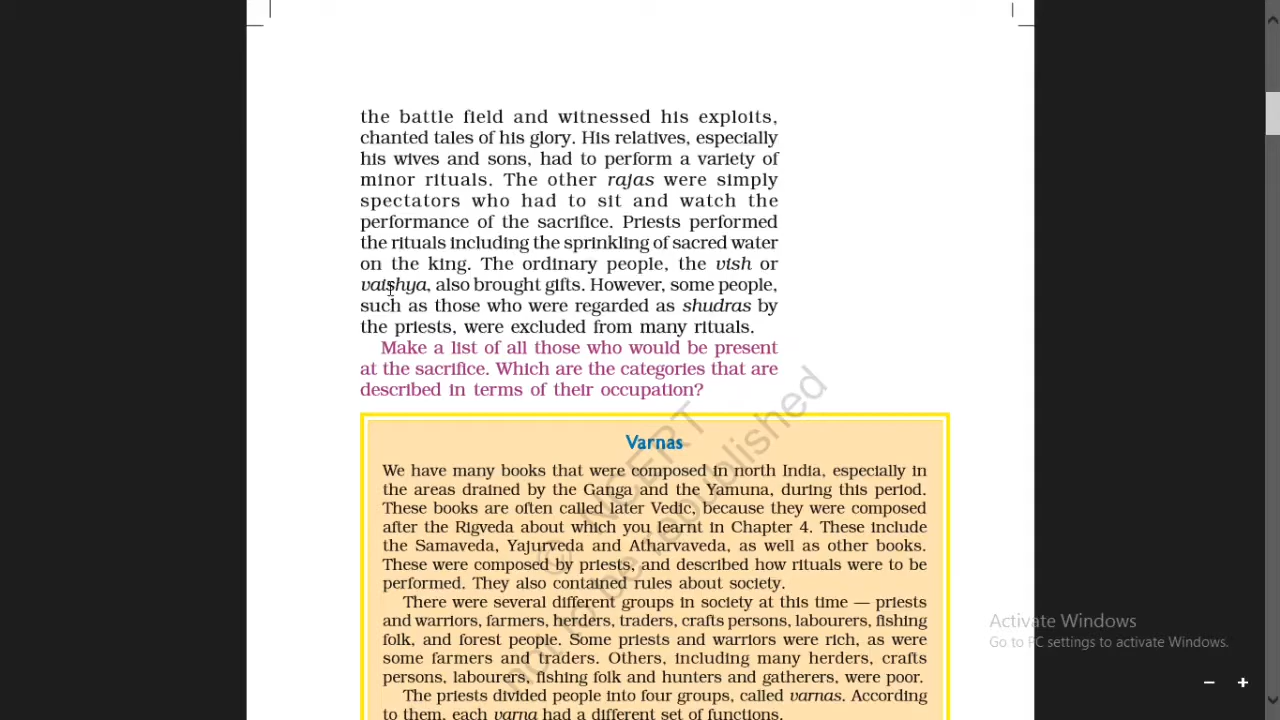 the battle field and witnessed his exploits,
chanted tales of his glory. His relatives, especially
his wives and sons, had to perform a variety of
minor rituals. The other rajas were simply
spectators who had to sit and watch the
performance of the sacrifice. Priests performed
the rituals including the sprinkling of sacred water
on the king. The ordinary people, the vish or
vaishya, also brought gifts. However, some people,
such as those who were regarded as shudras by
the priests, were excluded from many rituals.
Make a list of all those who would be present
at the sacrifice. Which are the categories that are
described in terms of their occupation?
Varnas
We have many books that were composed in north India, especially in
the areas drained by the Ganga and the Yamuna, during this period.
These books are often called later Vedic, because they were composed
after the Rigveda about which you learnt in Chapter 4. These include
the Samaveda, Yajurveda and Atharvaveda, as well as other books.
These were composed by priests, and described how rituals were to be
performed. They also contained rules about society.
There were several different groups in society at this time — priests
and warriors, farmers, herders, traders, crafts persons, labourers, fishing
folk, and forest people. Some priests and warriors were rich, as were
some farmers and traders. Others, including many herders, crafts
persons, labourers, fishing folk and hunters and gatherers, were poor.
The priests divided people into four groups, called varnas. According
to them, each varna had a different set of functions.
© NCERT
not to be republished
Activate Windows
Go to PC settings to activate Windows.